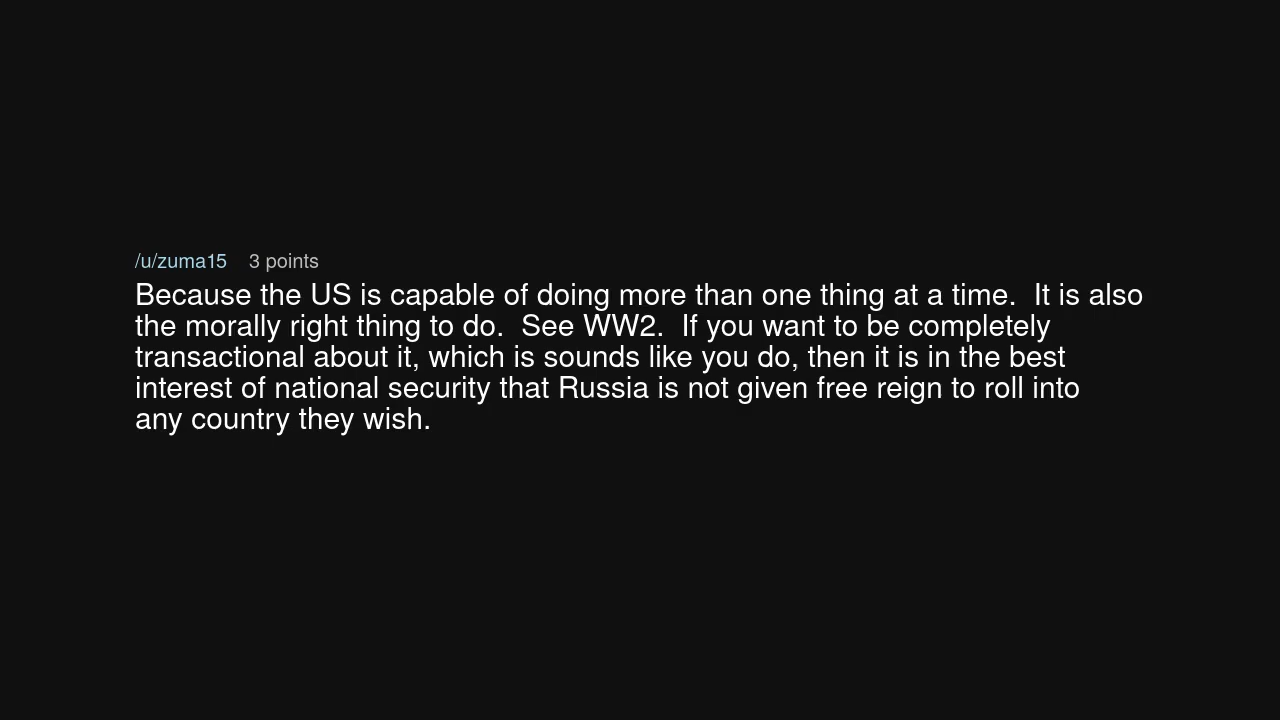 /u/zuma15 3 points
Because the US is capable of doing more than one thing at a time.  It is also
the morally right thing to do.  See WW2.  If you want to be completely
transactional about it, which is sounds like you do, then it is in the best
interest of national security that Russia is not given free reign to roll into
any country they wish.